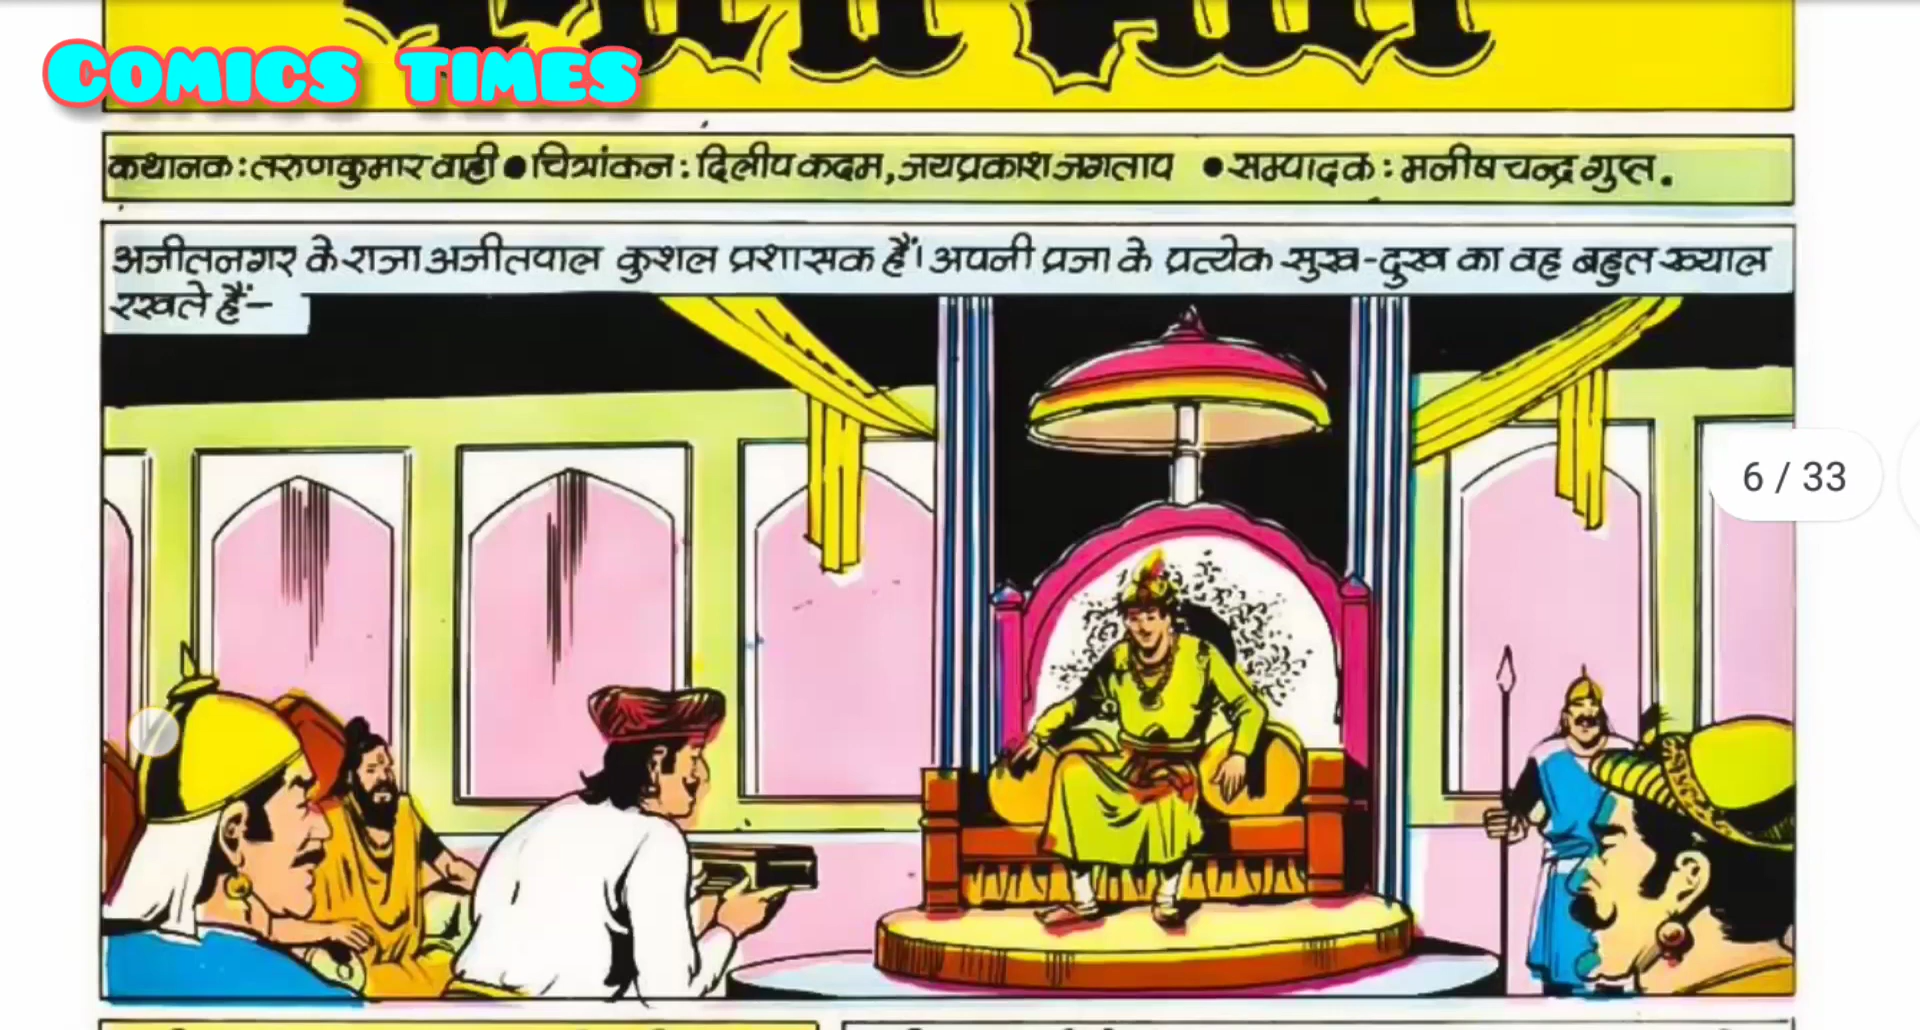 COMICS TIMES
कथानक : तरुणकुमार वाही ● चित्रांकन : दिलीप कदम, जयप्रकाश जगताप ● सम्पादक : मनीष चन्द्र गुप्त.
अजीतनगर के राजा अजीतपाल कुशल प्रशासक हैं। अपनी प्रजा के प्रत्येक सुख-दुख का वह बहुत ख्याल
रखते हैं-
6 / 33